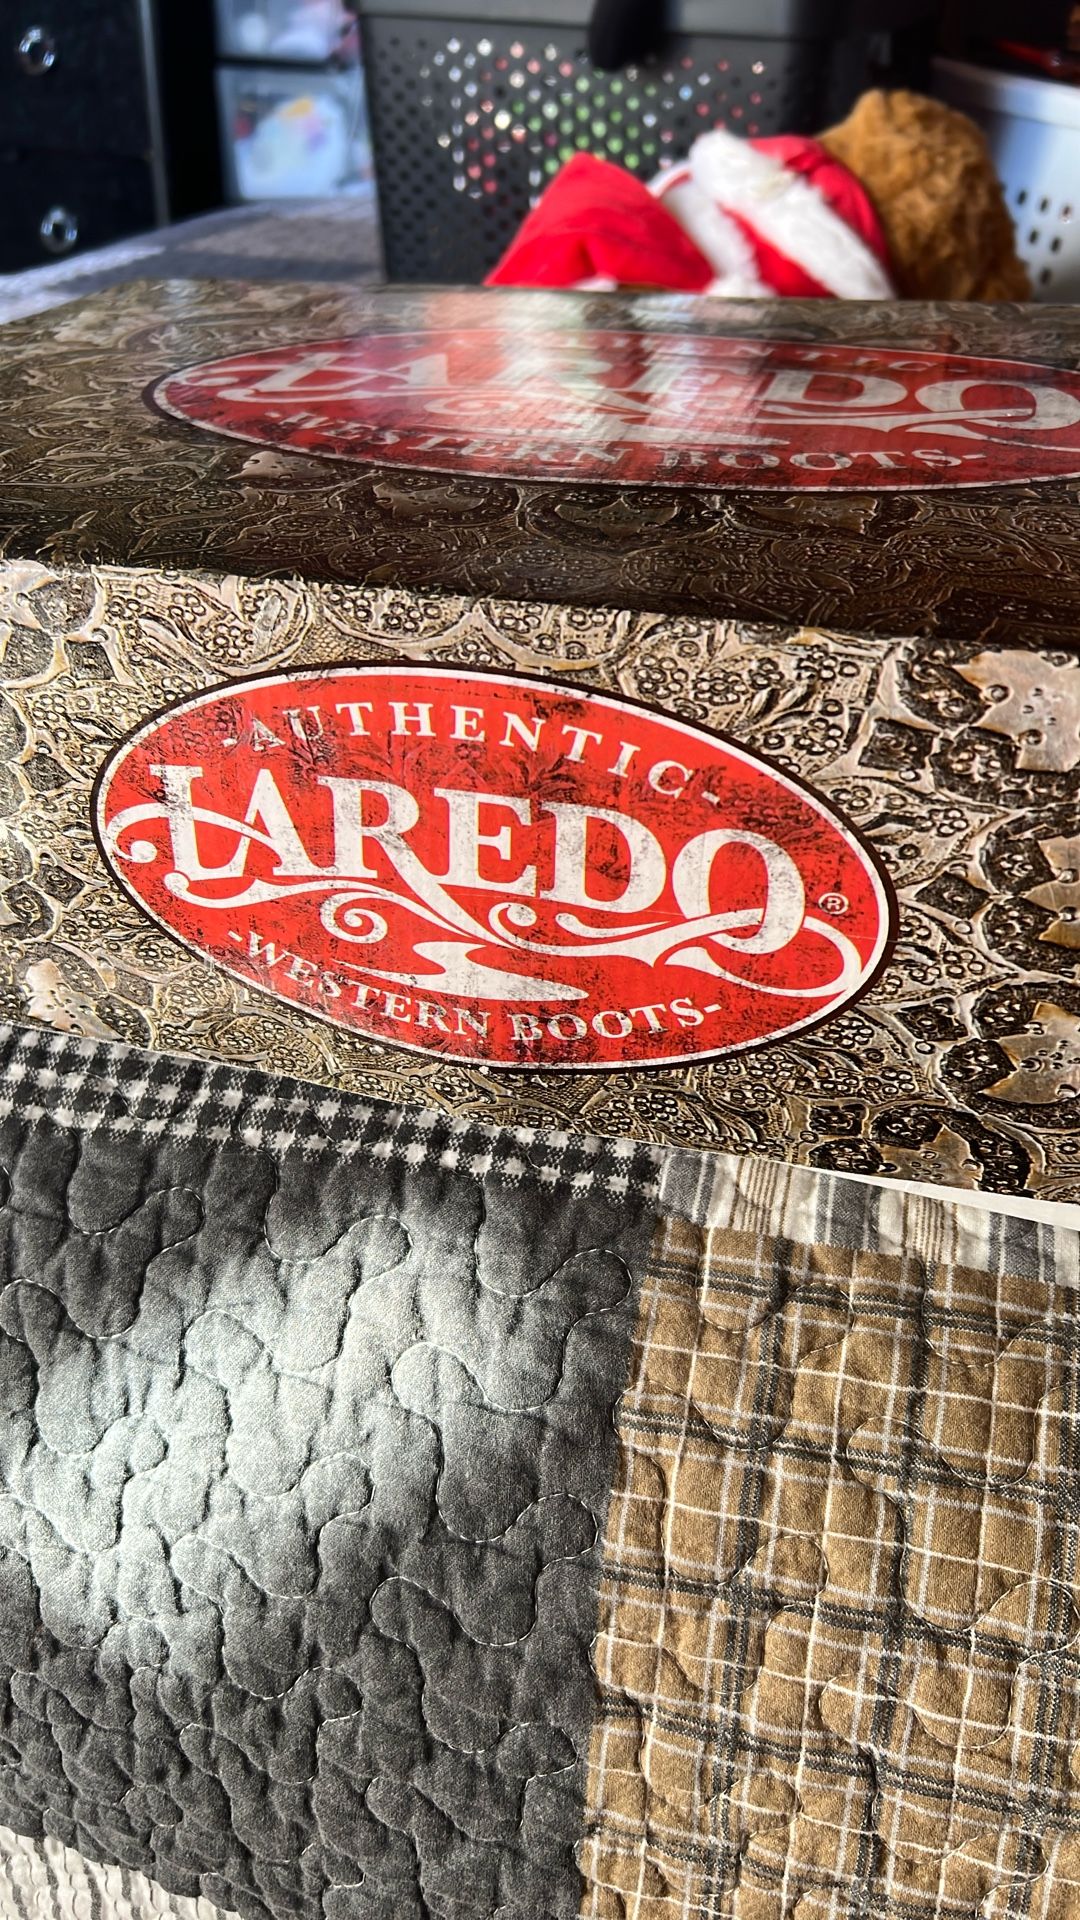 LAREDO
-WESTERN BOOTS-
-AUTHENTIC-
LAREDO®
-WESTERN BOOTS-